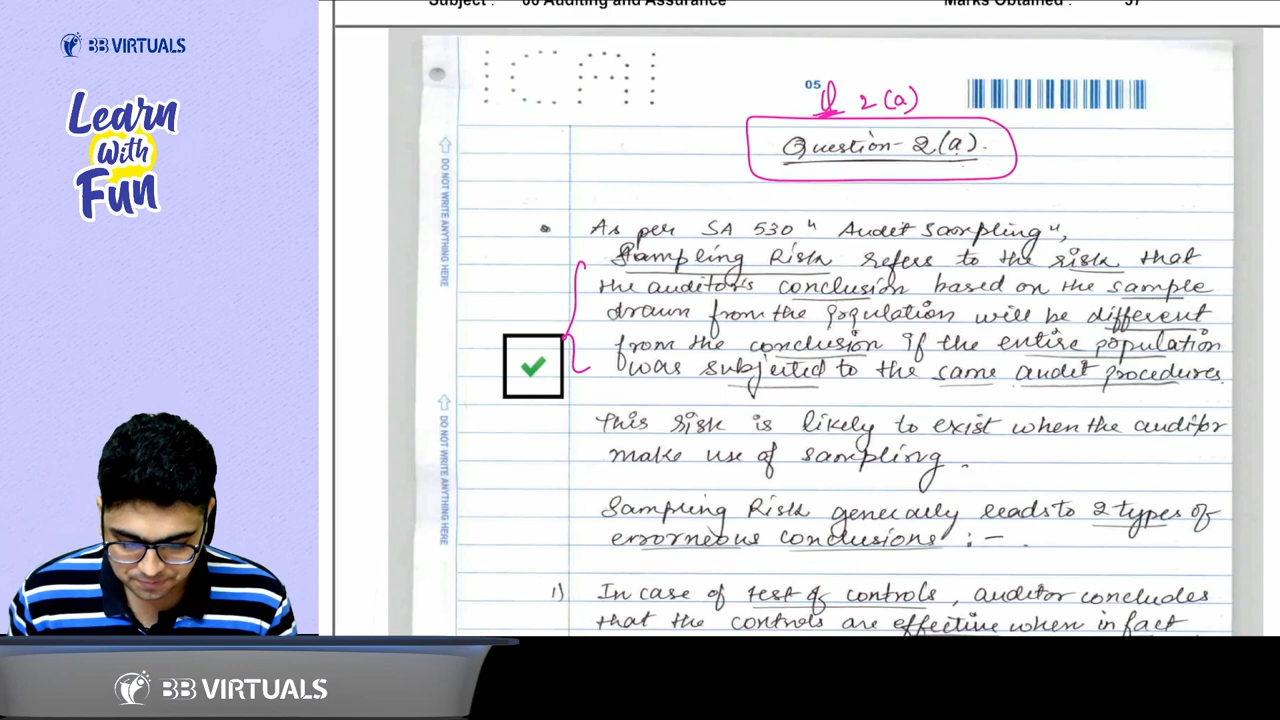 Subject : 06 Auditing and Assurance Marks Obtained : 97
BB VIRTUALS
Learn
With
Fun
ICAI
05
Q 2 (a)
Question - 2(a).
DO NOT WRITE ANYTHING HERE
DO NOT WRITE ANYTHING HERE
• As per SA 530 " Audit Sampling",
Sampling Risk refers to the risk that
the auditor's conclusion based on the sample
drawn from the population will be different
from the conclusion if the entire population
was subjected to the same audit procedures.
This risk is likely to exist when the auditor
make use of sampling.
Sampling Risk generally leads to 2 types of
errorneous conclusions : -
1) In case of test of controls, auditor concludes
that the controls are effective when in fact
BB VIRTUALS